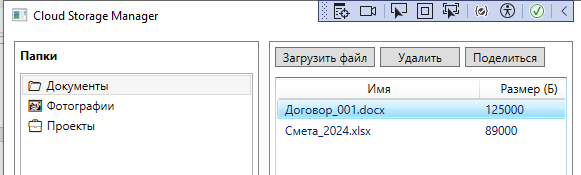 Cloud Storage Manager
Папки
Документы
Фотографии
Проекты
Загрузить файл Удалить Поделиться
Имя Размер (Б)
Договор_001.docx 125000
Смета_2024.xlsx 89000